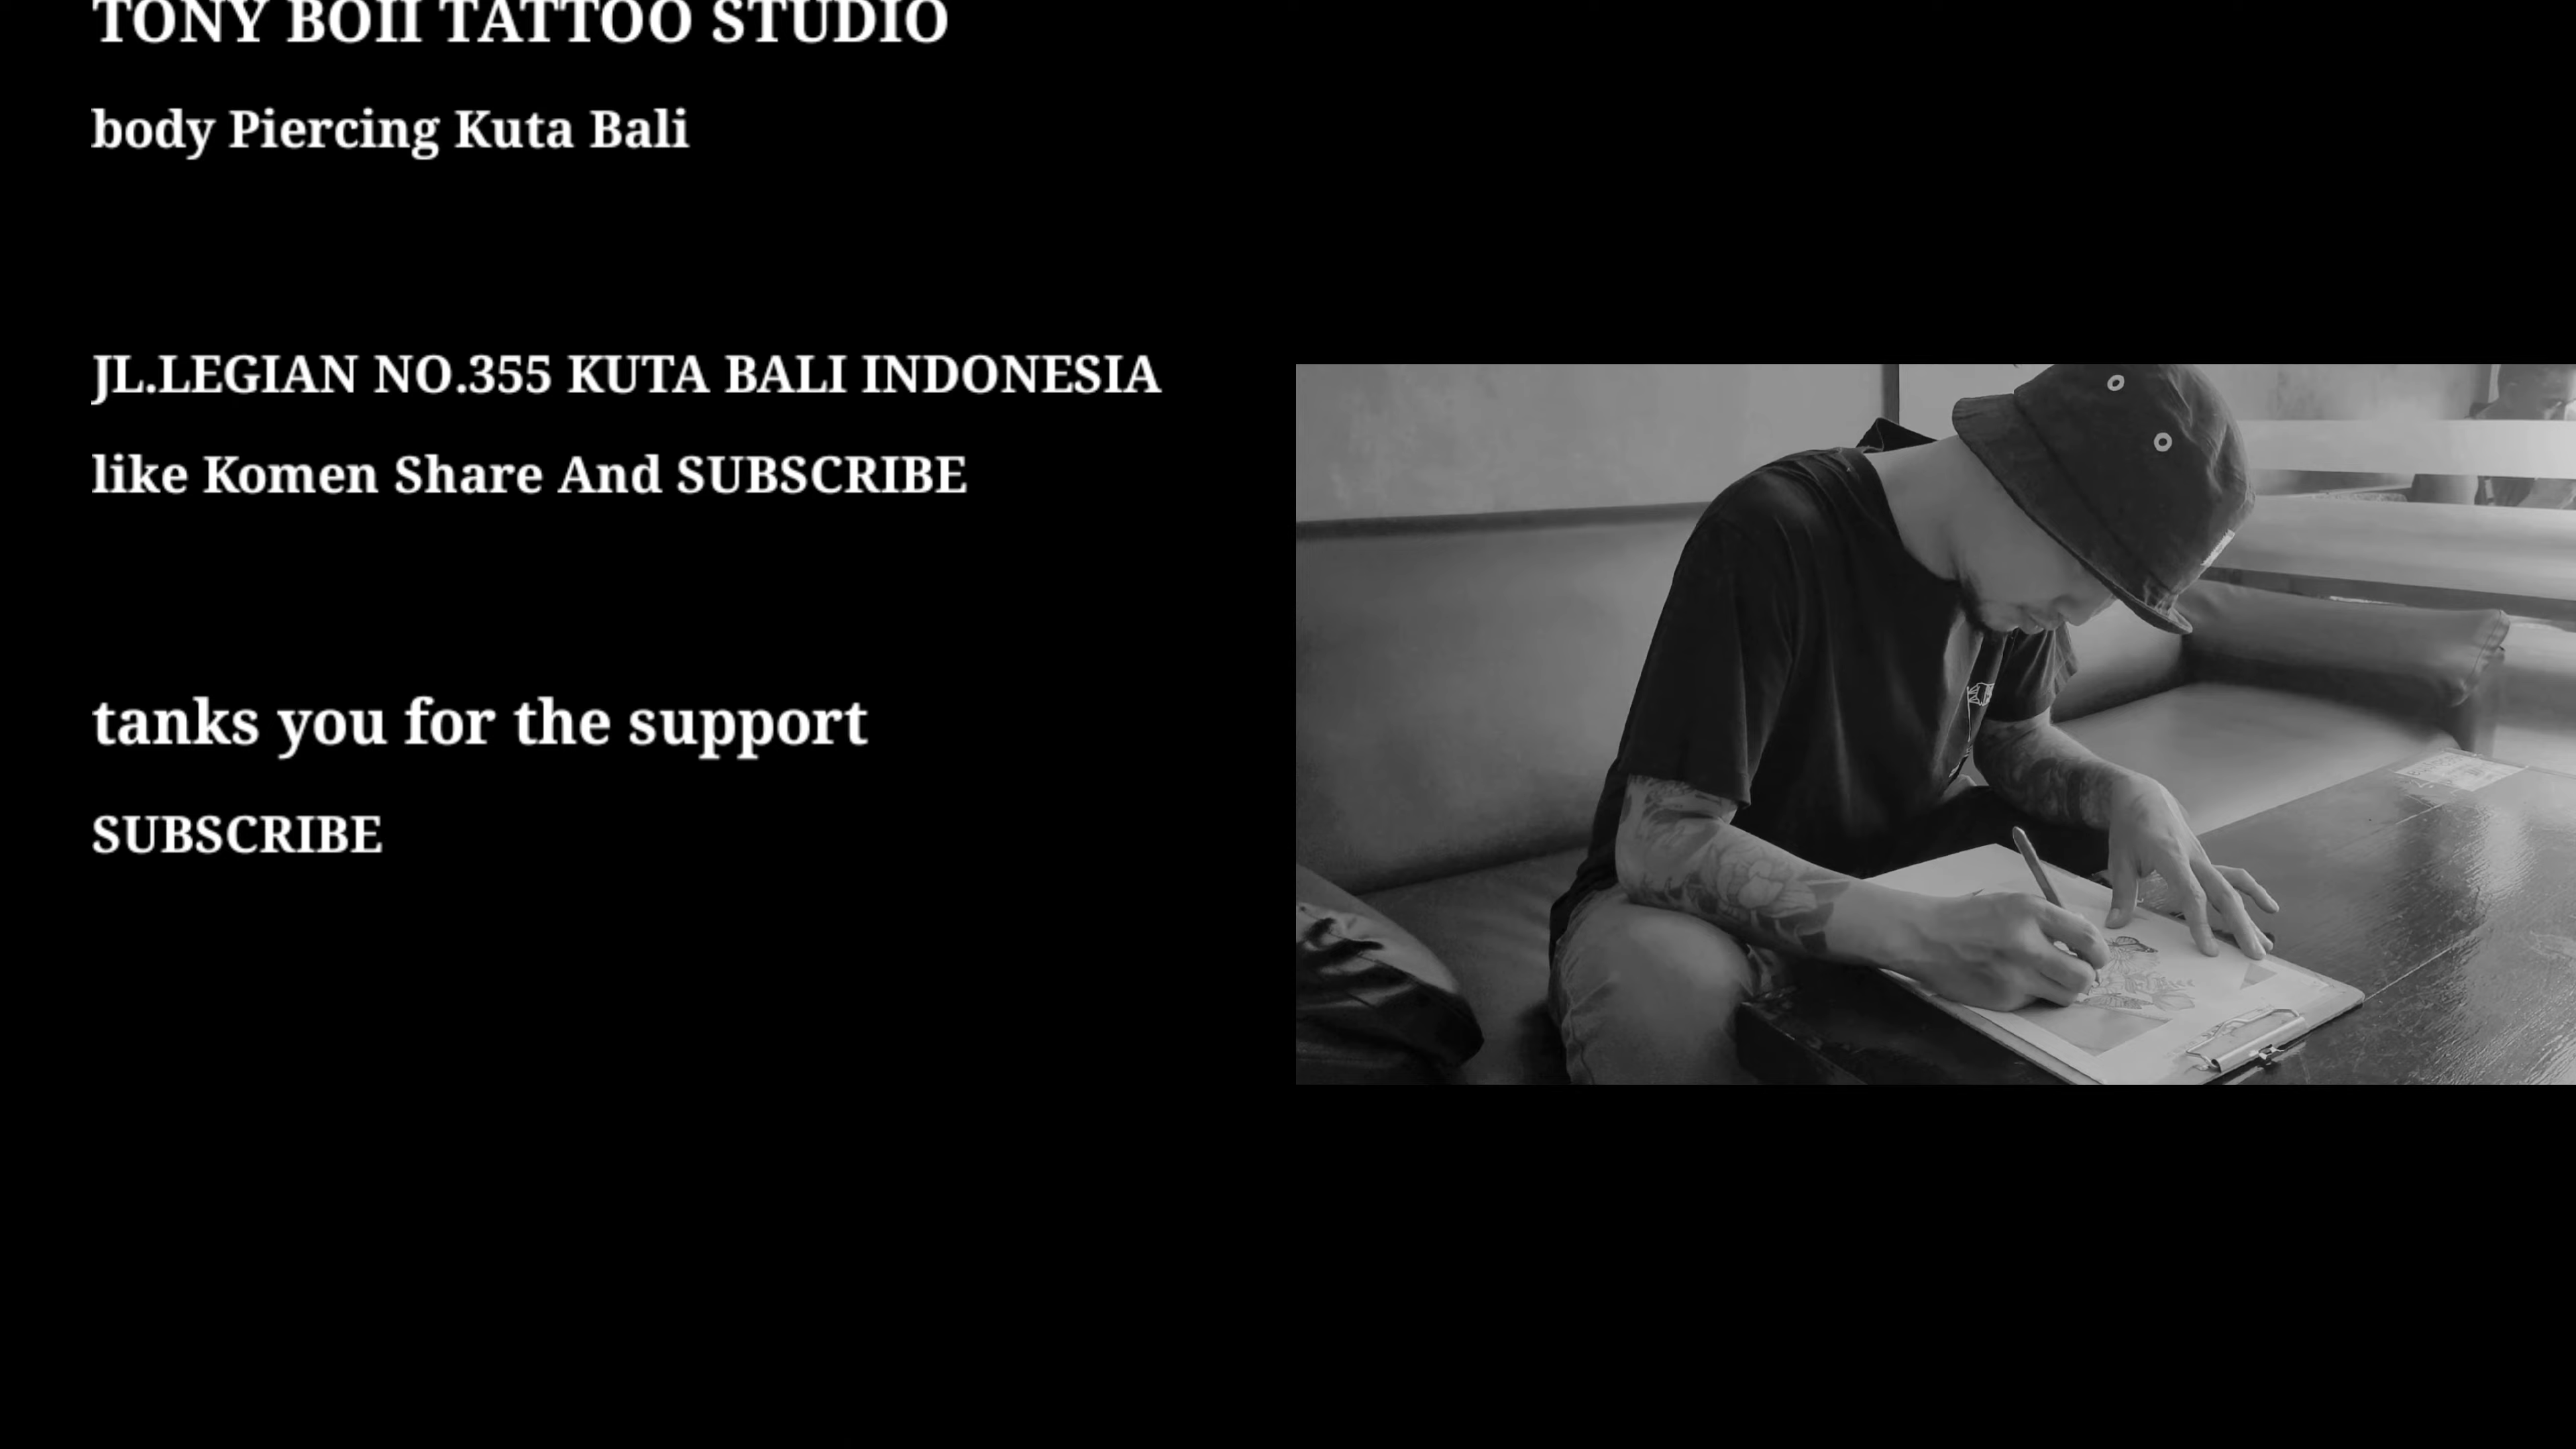 TONY BOII TATTOO STUDIO
body Piercing Kuta Bali
JL.LEGIAN NO.355 KUTA BALI INDONESIA
like Komen Share And SUBSCRIBE
tanks you for the support
SUBSCRIBE